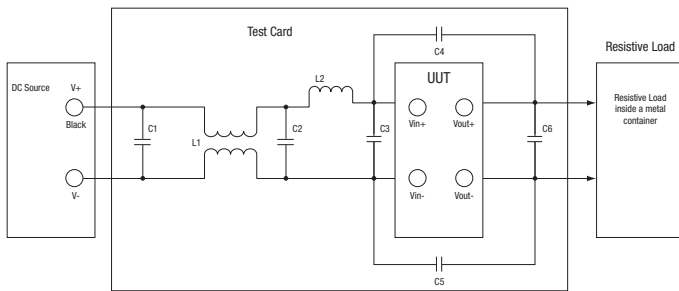 Test Card
C4
Resistive Load
L2
DC Source
V+
UUT
Resistive Load
inside a metal
container
Black
C1
L1
C2
C3
Vin+
Vout+
C6
V-
Vin-
Vout-
C5